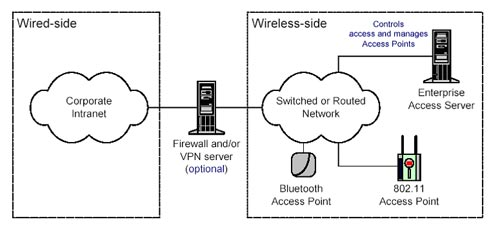 Wired-side
Wireless-side
Controls
access and manages
Access Points
Corporate
Intranet
Switched or Routed
Network
Enterprise
Access Server
Firewall and/or
VPN server
(optional)
Bluetooth
Access Point
802.11
Access Point